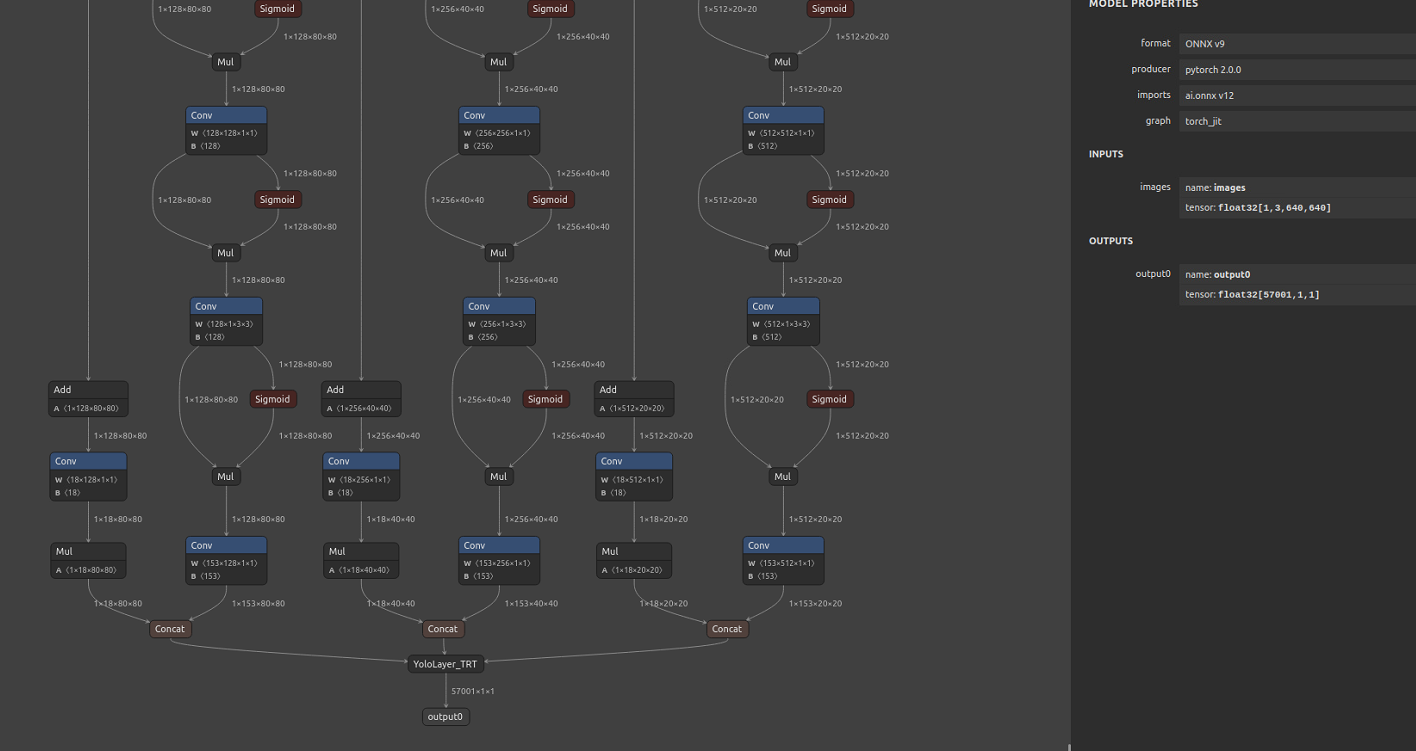 1×128×80×80
Sigmoid
1×256×40×40
Sigmoid
1×512×20×20
Sigmoid
1×128×80×80
1×256×40×40
1×512×20×20
Mul
Mul
Mul
1×128×80×80
1×256×40×40
1×512×20×20
Conv
W ⟨128×128×1×1⟩
B ⟨128⟩
Conv
W ⟨256×256×1×1⟩
B ⟨256⟩
Conv
W ⟨512×512×1×1⟩
B ⟨512⟩
1×128×80×80
1×256×40×40
1×512×20×20
1×128×80×80
Sigmoid
1×256×40×40
Sigmoid
1×512×20×20
Sigmoid
1×128×80×80
1×256×40×40
1×512×20×20
Mul
Mul
Mul
1×128×80×80
1×256×40×40
1×512×20×20
Conv
W ⟨128×1×3×3⟩
B ⟨128⟩
Conv
W ⟨256×1×3×3⟩
B ⟨256⟩
Conv
W ⟨512×1×3×3⟩
B ⟨512⟩
1×128×80×80
1×256×40×40
1×512×20×20
Add
A ⟨1×128×80×80⟩
1×128×80×80
Sigmoid
Add
A ⟨1×256×40×40⟩
1×256×40×40
Sigmoid
Add
A ⟨1×512×20×20⟩
1×512×20×20
Sigmoid
1×128×80×80
1×128×80×80
1×256×40×40
1×256×40×40
1×512×20×20
1×512×20×20
Conv
W ⟨18×128×1×1⟩
B ⟨18⟩
Mul
Conv
W ⟨18×256×1×1⟩
B ⟨18⟩
Mul
Conv
W ⟨18×512×1×1⟩
B ⟨18⟩
Mul
1×18×80×80
1×128×80×80
1×18×40×40
1×256×40×40
1×18×20×20
1×512×20×20
Mul
A ⟨1×18×80×80⟩
Conv
W ⟨153×128×1×1⟩
B ⟨153⟩
Mul
A ⟨1×18×40×40⟩
Conv
W ⟨153×256×1×1⟩
B ⟨153⟩
Mul
A ⟨1×18×20×20⟩
Conv
W ⟨153×512×1×1⟩
B ⟨153⟩
1×18×80×80
1×153×80×80
1×18×40×40
1×153×40×40
1×18×20×20
1×153×20×20
Concat
Concat
Concat
YoloLayer_TRT
57001×1×1
output0
MODEL PROPERTIES
format ONNX v9
producer pytorch 2.0.0
imports ai.onnx v12
graph torch_jit
INPUTS
images name: images
tensor: float32[1,3,640,640]
OUTPUTS
output0 name: output0
tensor: float32[57001,1,1]